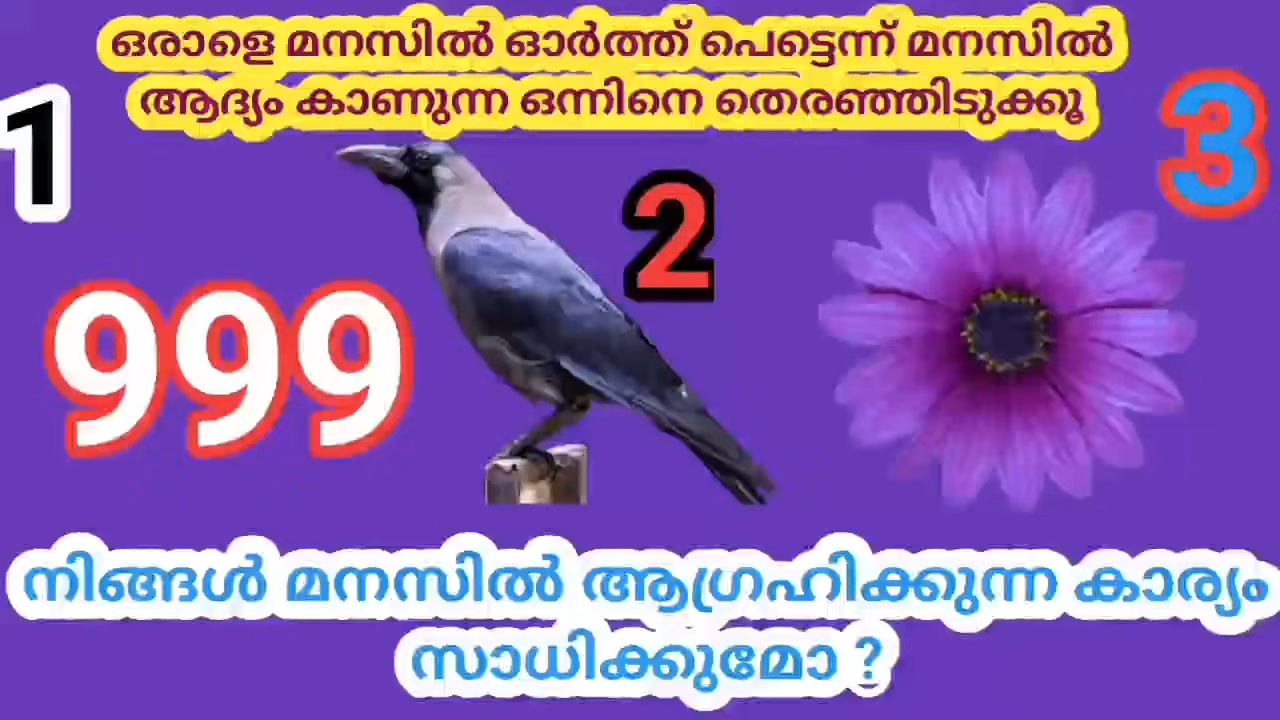 ഒരാളെ മനസിൽ ഓർത്ത് പെട്ടെന്ന് മനസിൽ
ആദ്യം കാണുന്ന ഒന്നിനെ തെരഞ്ഞിടുക്കൂ
1
2
3
999
നിങ്ങൾ മനസിൽ ആഗ്രഹിക്കുന്ന കാര്യം
സാധിക്കുമോ ?